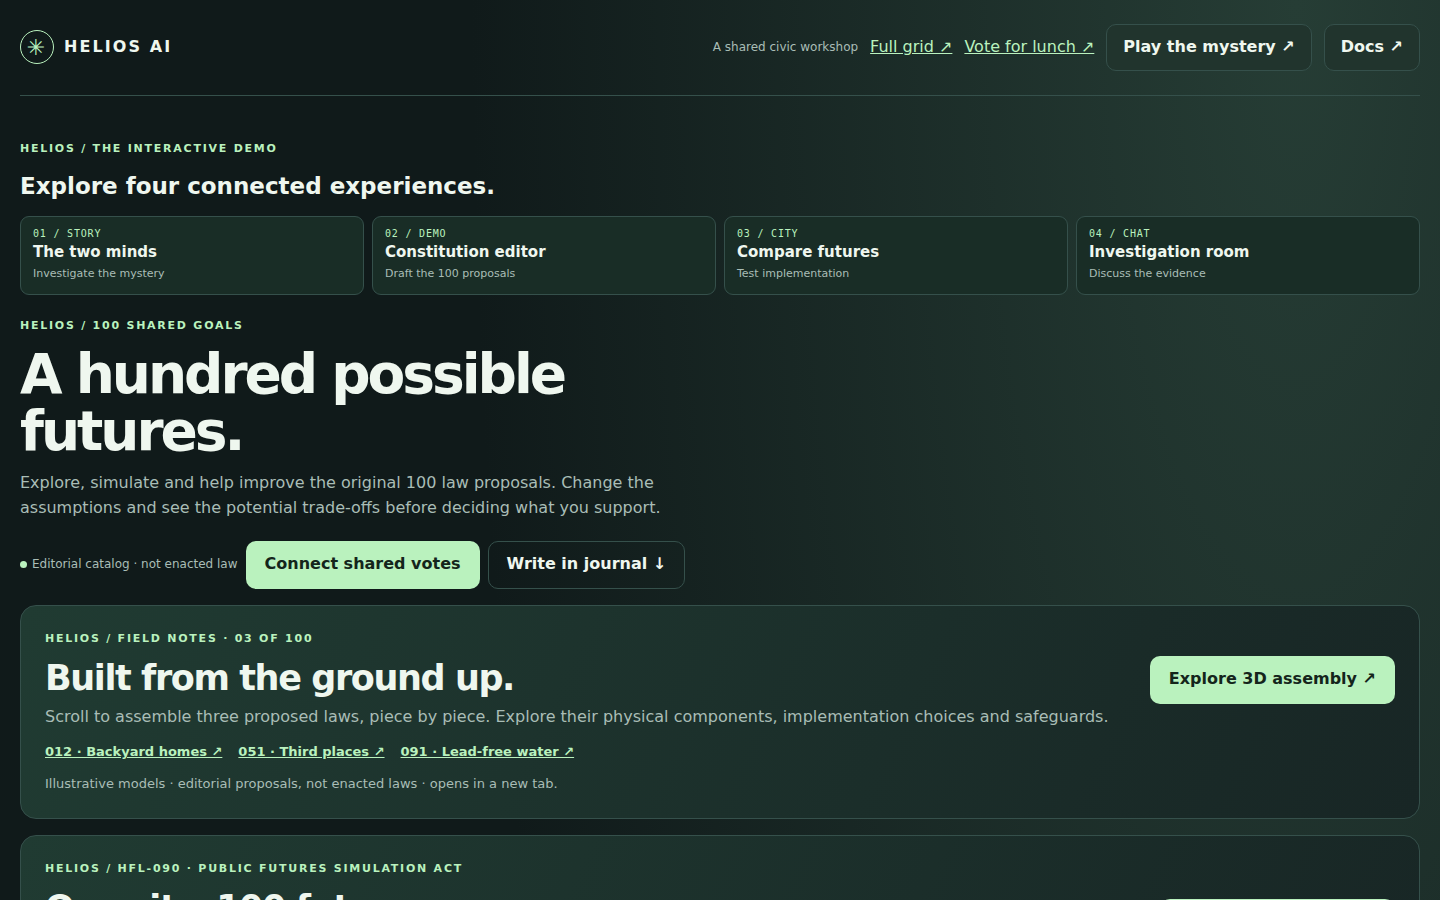 HELIOS AI
A shared civic workshop
Full grid ↗
Vote for lunch ↗
Play the mystery ↗
Docs ↗
HELIOS / THE INTERACTIVE DEMO
Explore four connected experiences.
01 / STORY
The two minds
Investigate the mystery
02 / DEMO
Constitution editor
Draft the 100 proposals
03 / CITY
Compare futures
Test implementation
04 / CHAT
Investigation room
Discuss the evidence
HELIOS / 100 SHARED GOALS
A hundred possible
futures.
Explore, simulate and help improve the original 100 law proposals. Change the
assumptions and see the potential trade-offs before deciding what you support.
Editorial catalog · not enacted law
Connect shared votes
Write in journal ↓
HELIOS / FIELD NOTES · 03 OF 100
Built from the ground up.
Scroll to assemble three proposed laws, piece by piece. Explore their physical components, implementation choices and safeguards.
012 · Backyard homes ↗
051 · Third places ↗
091 · Lead-free water ↗
Illustrative models · editorial proposals, not enacted laws · opens in a new tab.
Explore 3D assembly ↗
HELIOS / HFL-090 · PUBLIC FUTURES SIMULATION ACT